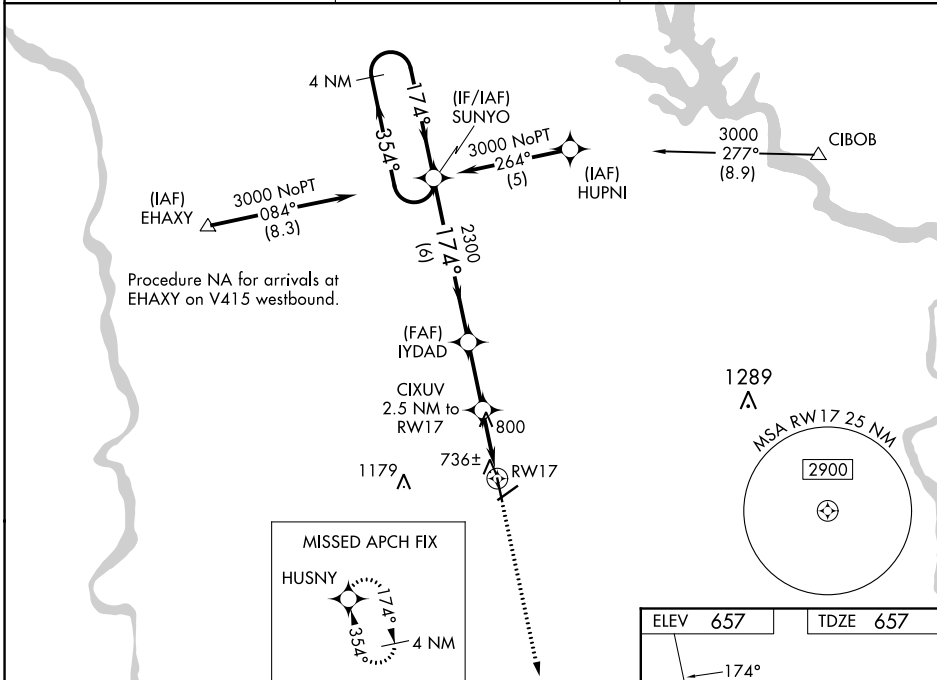 4 NM
174°
354°
(IF/IAF)
SUNYO
3000 NoPT
264°
(5)
(IAF)
HUPNI
3000
277°
(8.9)
CIBOB
(IAF)
EHAXY
3000 NoPT
084°
(8.3)
2300
174°
(6)
Procedure NA for arrivals at
EHAXY on V415 westbound.
(FAF)
IYDAD
CIXUV
2.5 NM to
RW17
800
736±
RW17
1179
1289
MSA RW17 25 NM
2900
MISSED APCH FIX
HUSNY
174°
354°
4 NM
ELEV 657
TDZE 657
174°